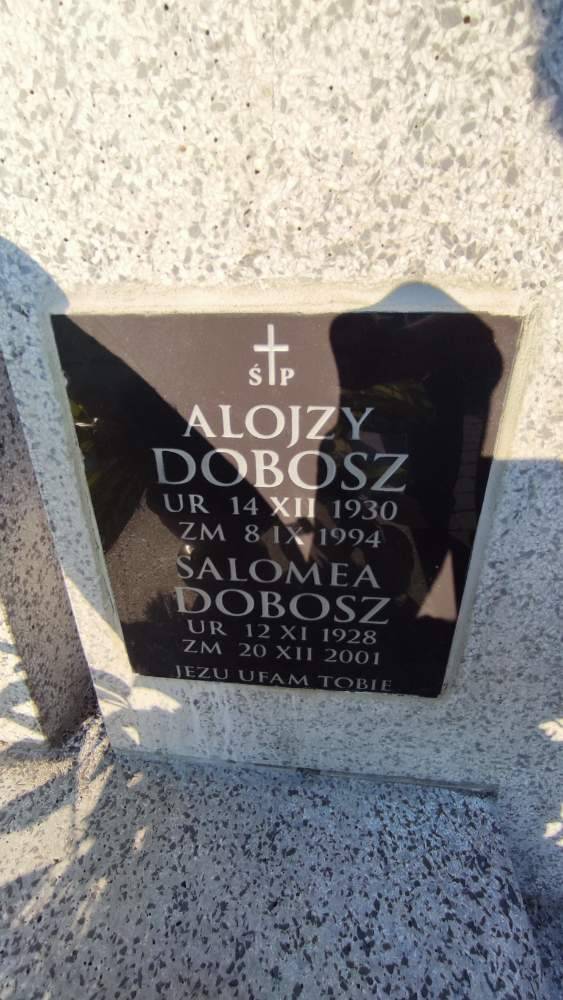 Ś P
ALOJZY
DOBOSZ
UR 14 XII 1930
ZM 8 IX 1994
SALOMEA
DOBOSZ
UR 12 XI 1928
ZM 20 XII 2001
JEZU UFAM TOBIE